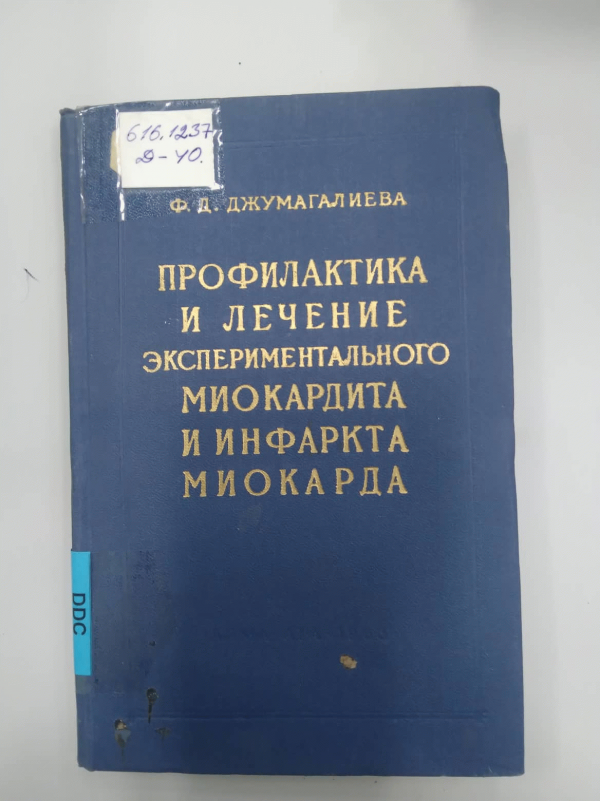 616.1237
Д-40.
Ф. Д. ДЖУМАГАЛИЕВА
ПРОФИЛАКТИКА
И ЛЕЧЕНИЕ
ЭКСПЕРИМЕНТАЛЬНОГО
МИОКАРДИТА
И ИНФАРКТА
МИОКАРДА
DDC